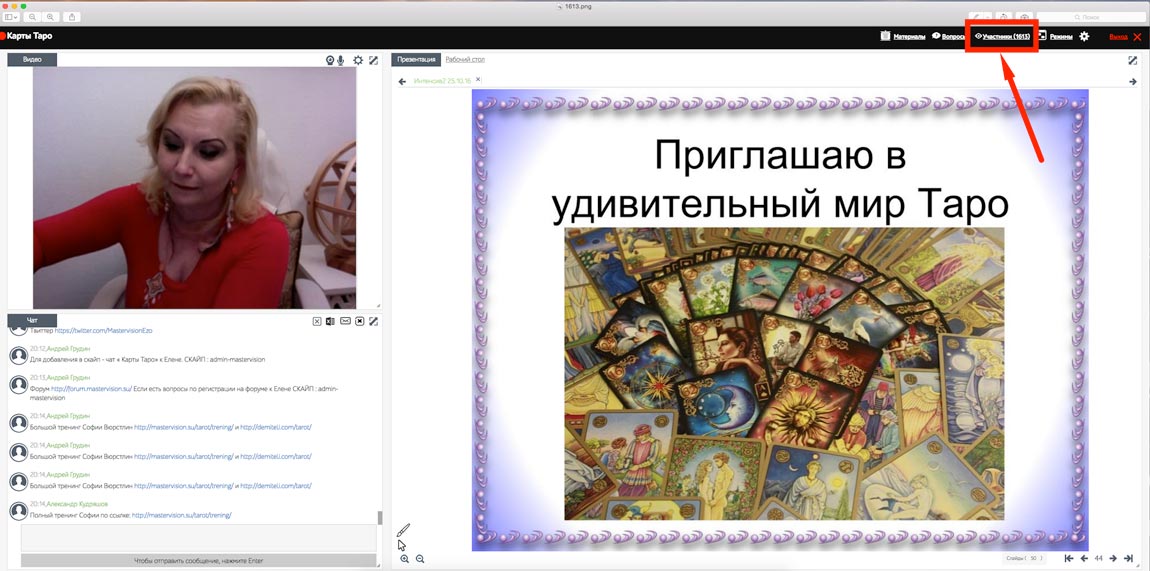 1613.png
Поиск
Карты Таро
Материалы
Вопросы
Участники (1613)
Режимы
Выход
Видео
Презентация
Рабочий стол
Интенсив2 25.10.16
Приглашаю в
удивительный мир Таро
Чат
Твиттер https://twitter.com/MastervisionEzo
20:12, Андрей Грудин
Для добавления в скайп - чат « Карты Таро» к Елене. СКАЙП : admin-mastervision
20:13, Андрей Грудин
Форум http://forum.mastervision.su/ Если есть вопросы по регистрации на форуме к Елене СКАЙП : admin-
mastervision
20:14, Андрей Грудин
Большой тренинг Софии Вюрстлин http://mastervision.su/tarot/trening/ и http://demiteli.com/tarot/
20:14, Андрей Грудин
Большой тренинг Софии Вюрстлин http://mastervision.su/tarot/trening/ и http://demiteli.com/tarot/
20:14, Андрей Грудин
Большой тренинг Софии Вюрстлин http://mastervision.su/tarot/trening/ и http://demiteli.com/tarot/
20:14, Александр Кудряшов
Полный тренинг Софии по ссылке: http://mastervision.su/tarot/trening/
Чтобы отправить сообщение, нажмите Enter
Слайды ( 50 )
44